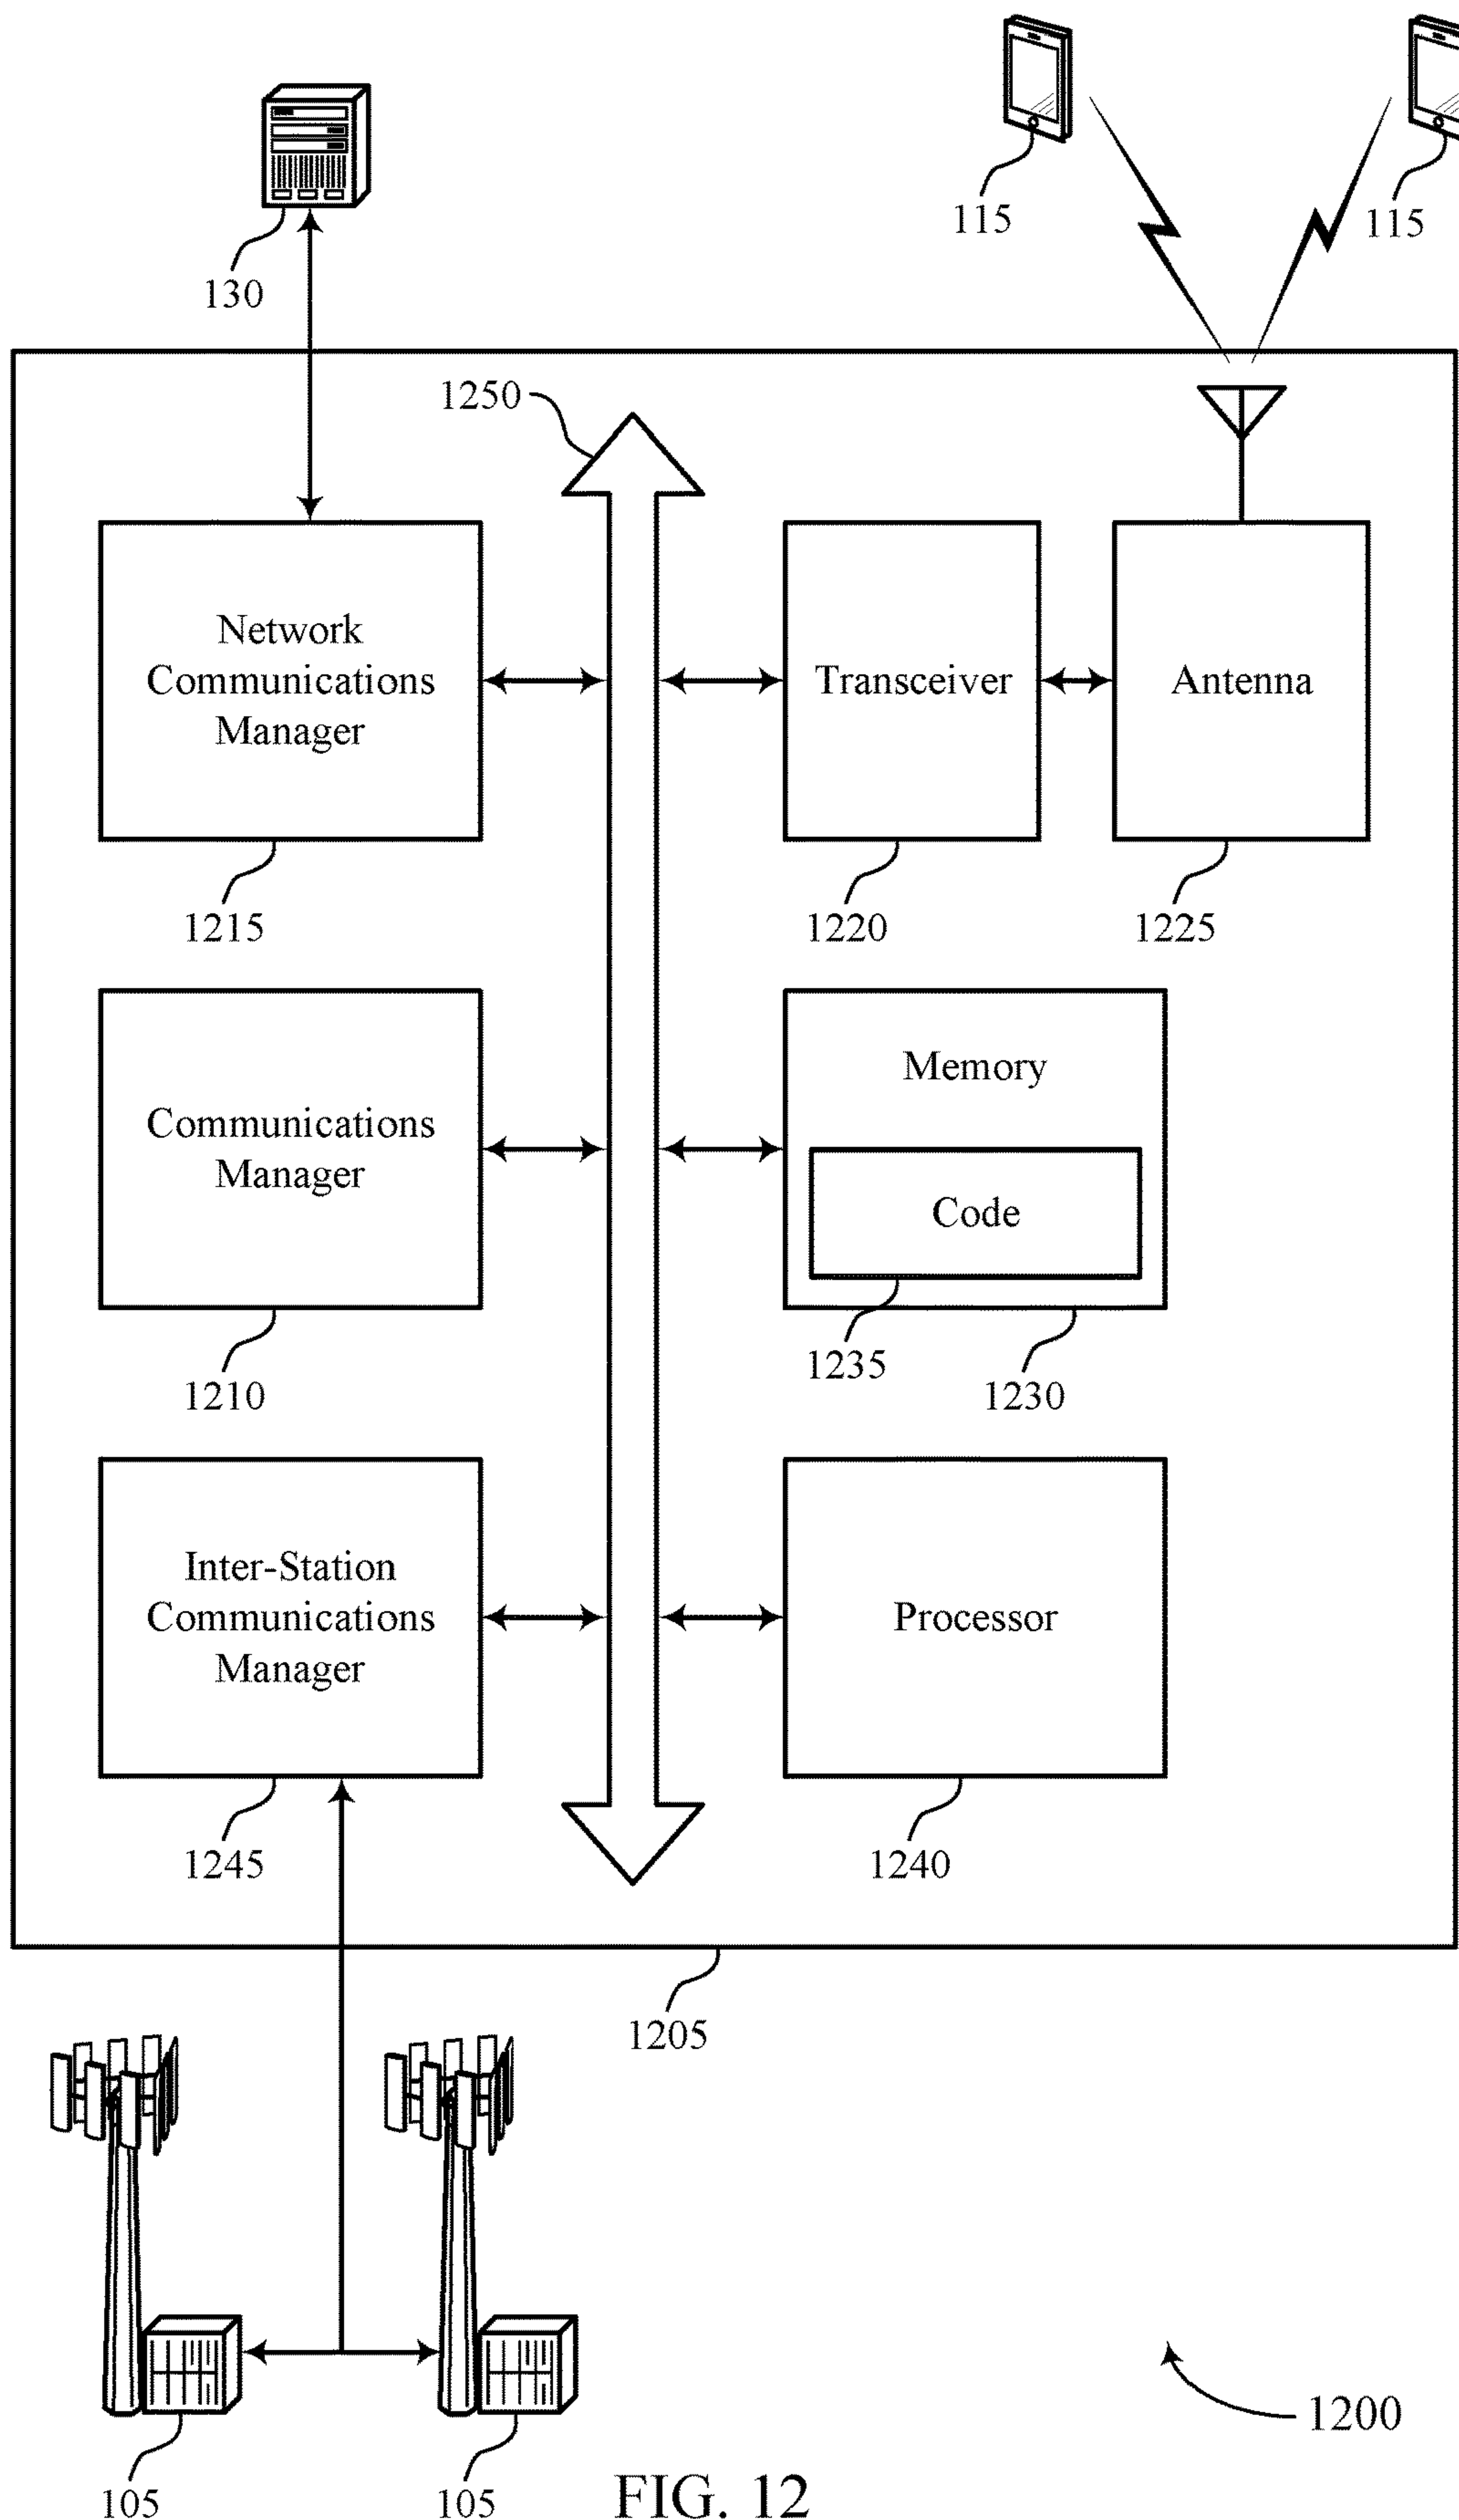 115
115
130
1250
Network
Communications
Manager
Transceiver
Antenna
1215
1220
1225
Communications
Manager
Memory
Code
1210
1235
1230
Inter-Station
Communications
Manager
Processor
1245
1240
1205
1200
105
105
FIG. 12